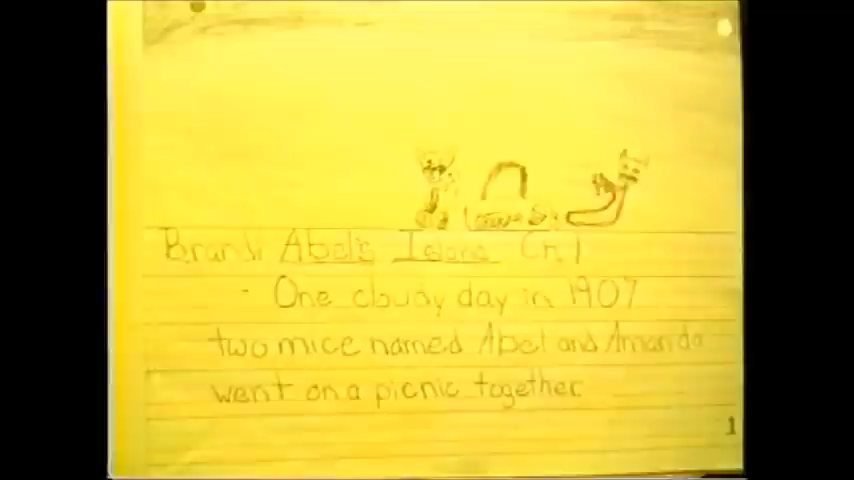 Brandi Abel's Island Ch 1
- One cloudy day in 1907
two mice named Abel and Amanda
went on a picnic together
1